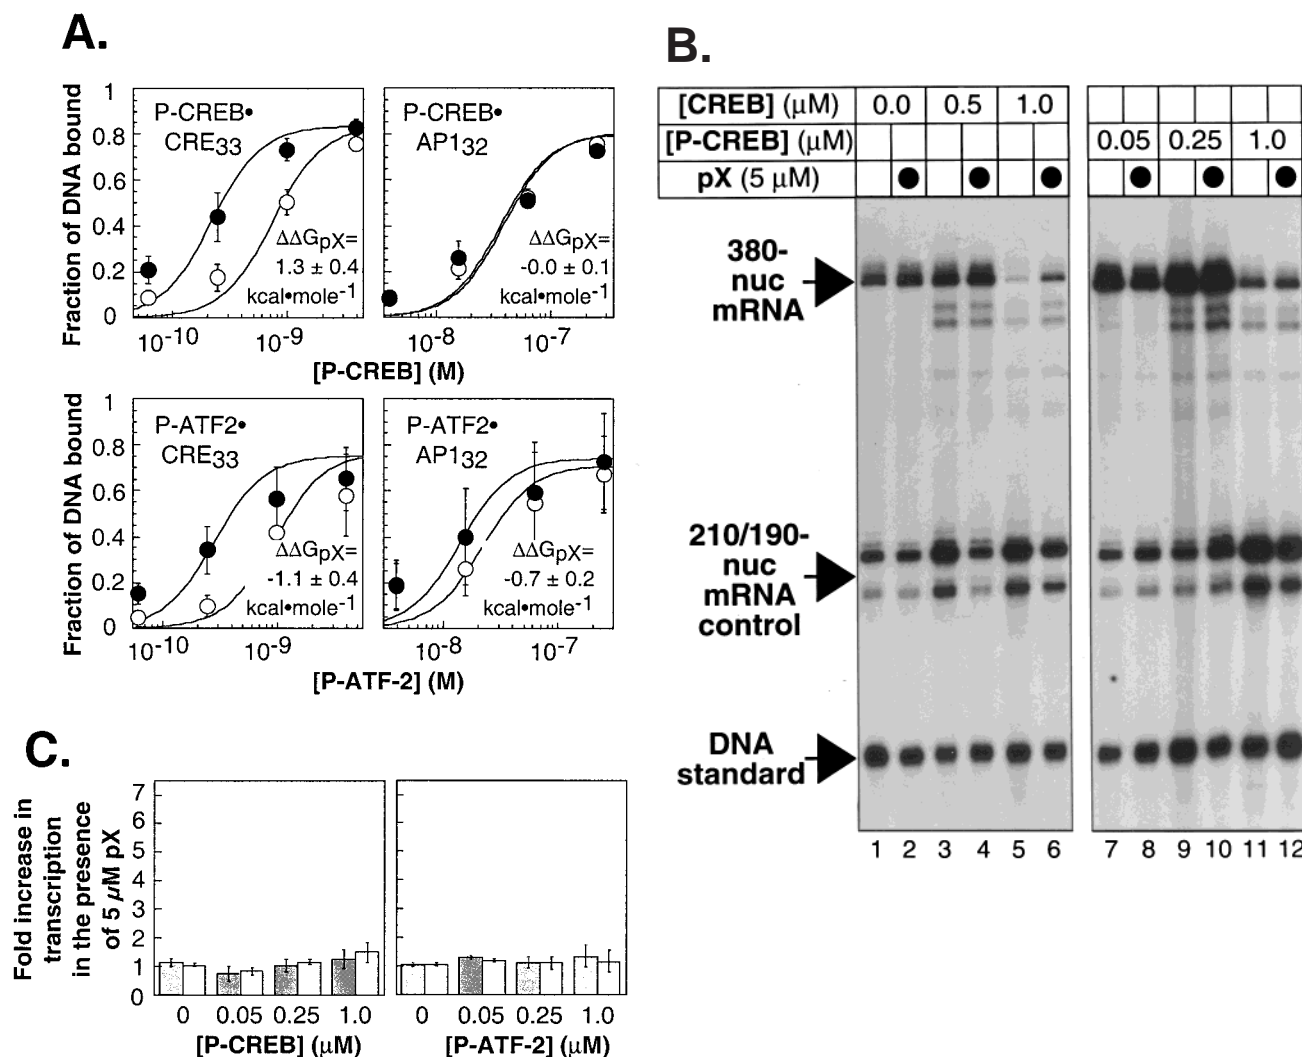 A.
Fraction of DNA bound
1
0.8
0.6
0.4
0.2
0
P-CREB•
CRE33
ΔΔGpX=
1.3 ± 0.4
kcal•mole-1
10-10
10-9
P-CREB•
AP132
ΔΔGpX=
-0.0 ± 0.1
kcal•mole-1
10-8
10-7
[P-CREB] (M)
Fraction of DNA bound
1
0.8
0.6
0.4
0.2
0
P-ATF2•
CRE33
ΔΔGpX=
-1.1 ± 0.4
kcal•mole-1
10-10
10-9
P-ATF2•
AP132
ΔΔGpX=
-0.7 ± 0.2
kcal•mole-1
10-8
10-7
[P-ATF-2] (M)
B.
[CREB] (μM) 0.0 0.5 1.0
[P-CREB] (μM) 0.05 0.25 1.0
pX (5 μM)
380-
nuc
mRNA
210/190-
nuc
mRNA
control
DNA
standard
1 2 3 4 5 6 7 8 9 10 11 12
C.
Fold increase in
transcription
in the presence
of 5 μM pX
7
6
5
4
3
2
1
0
0 0.05 0.25 1.0
[P-CREB] (μM)
0 0.05 0.25 1.0
[P-ATF-2] (μM)